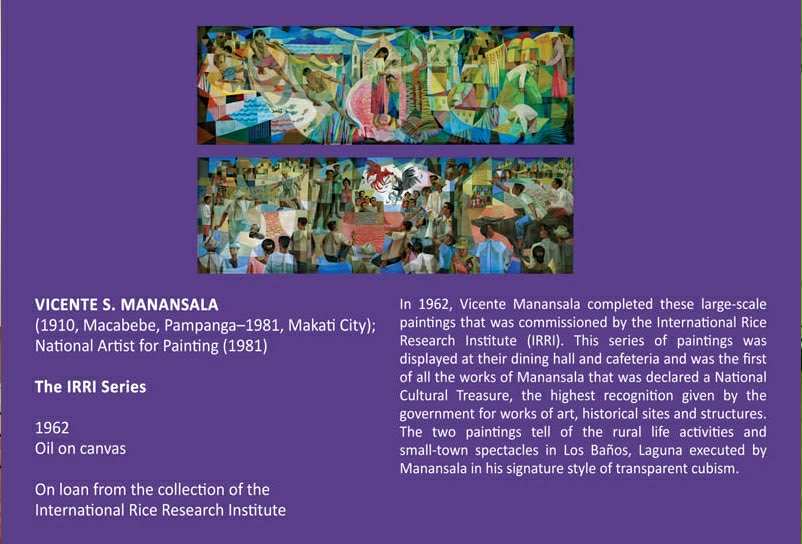 VICENTE S. MANANSALA
(1910, Macabebe, Pampanga–1981, Makati City);
National Artist for Painting (1981)
The IRRI Series
1962
Oil on canvas
On loan from the collection of the
International Rice Research Institute
In 1962, Vicente Manansala completed these large-scale
paintings that was commissioned by the International Rice
Research Institute (IRRI). This series of paintings was
displayed at their dining hall and cafeteria and was the first
of all the works of Manansala that was declared a National
Cultural Treasure, the highest recognition given by the
government for works of art, historical sites and structures.
The two paintings tell of the rural life activities and
small-town spectacles in Los Baños, Laguna executed by
Manansala in his signature style of transparent cubism.